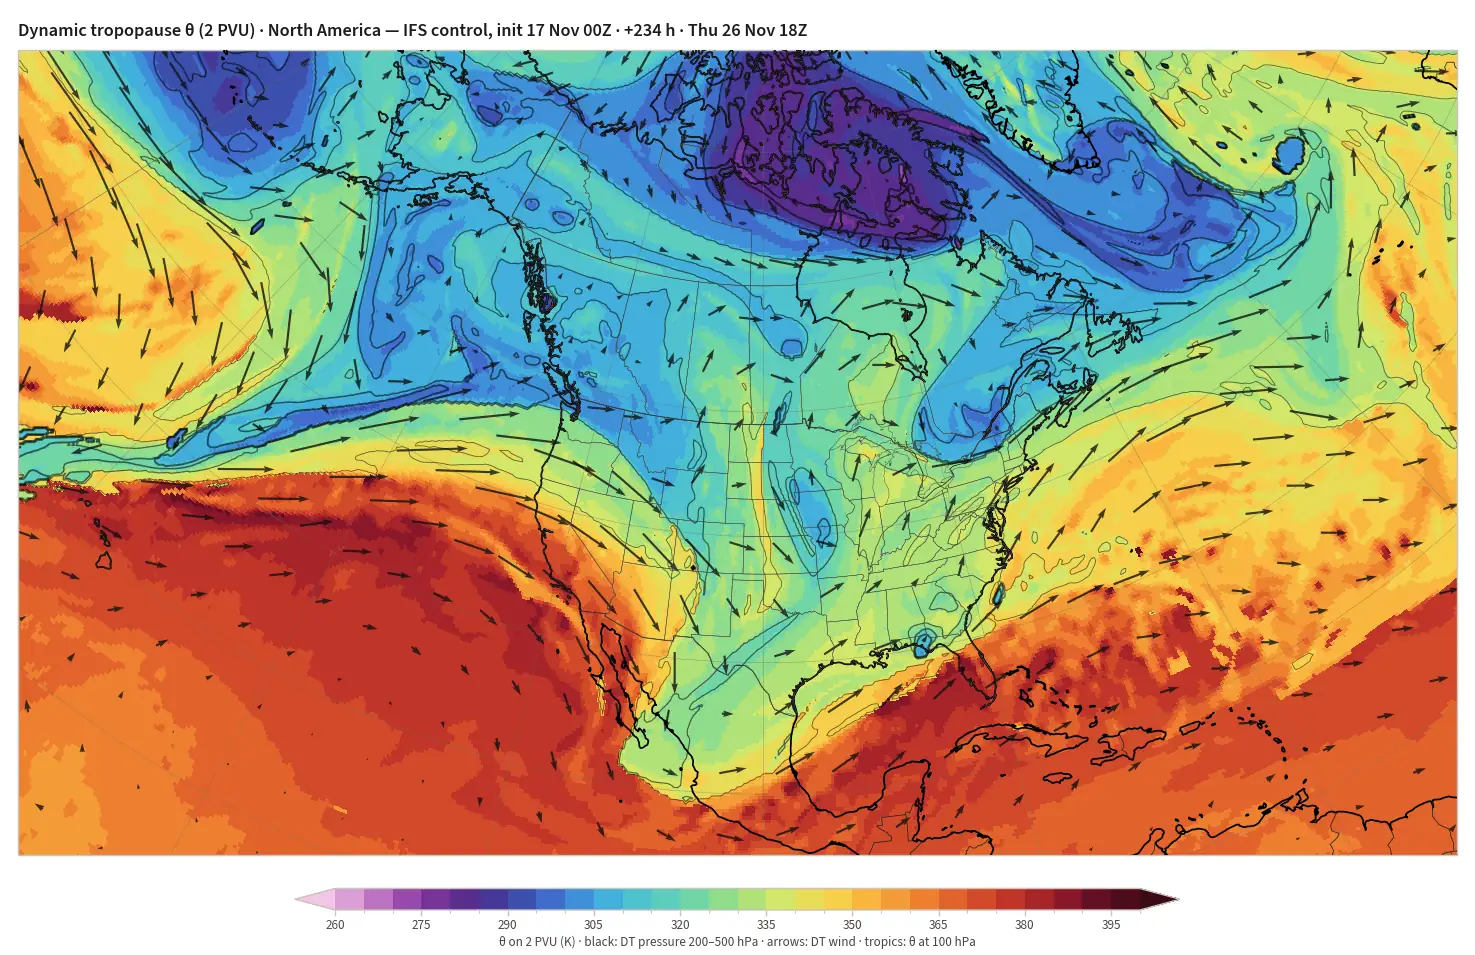 Dynamic tropopause θ (2 PVU) · North America — IFS control, init 17 Nov 00Z · +234 h · Thu 26 Nov 18Z
260 275 290 305 320 335 350 365 380 395
θ on 2 PVU (K) · black: DT pressure 200–500 hPa · arrows: DT wind · tropics: θ at 100 hPa